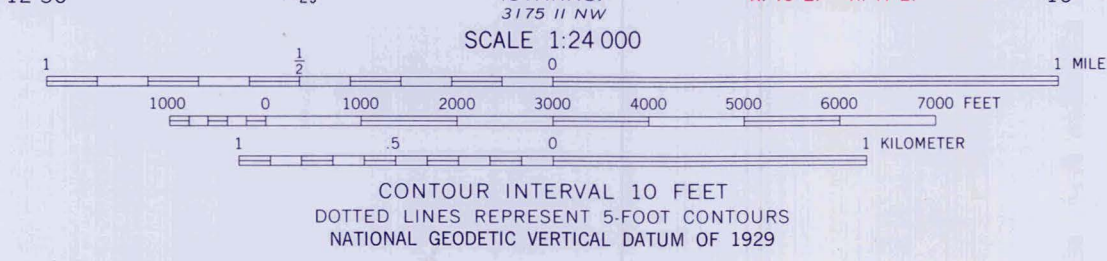 3175 II NW
SCALE 1:24 000
1 1/2 0 1 MILE
1000 0 1000 2000 3000 4000 5000 6000 7000 FEET
1 .5 0 1 KILOMETER
CONTOUR INTERVAL 10 FEET
DOTTED LINES REPRESENT 5-FOOT CONTOURS
NATIONAL GEODETIC VERTICAL DATUM OF 1929